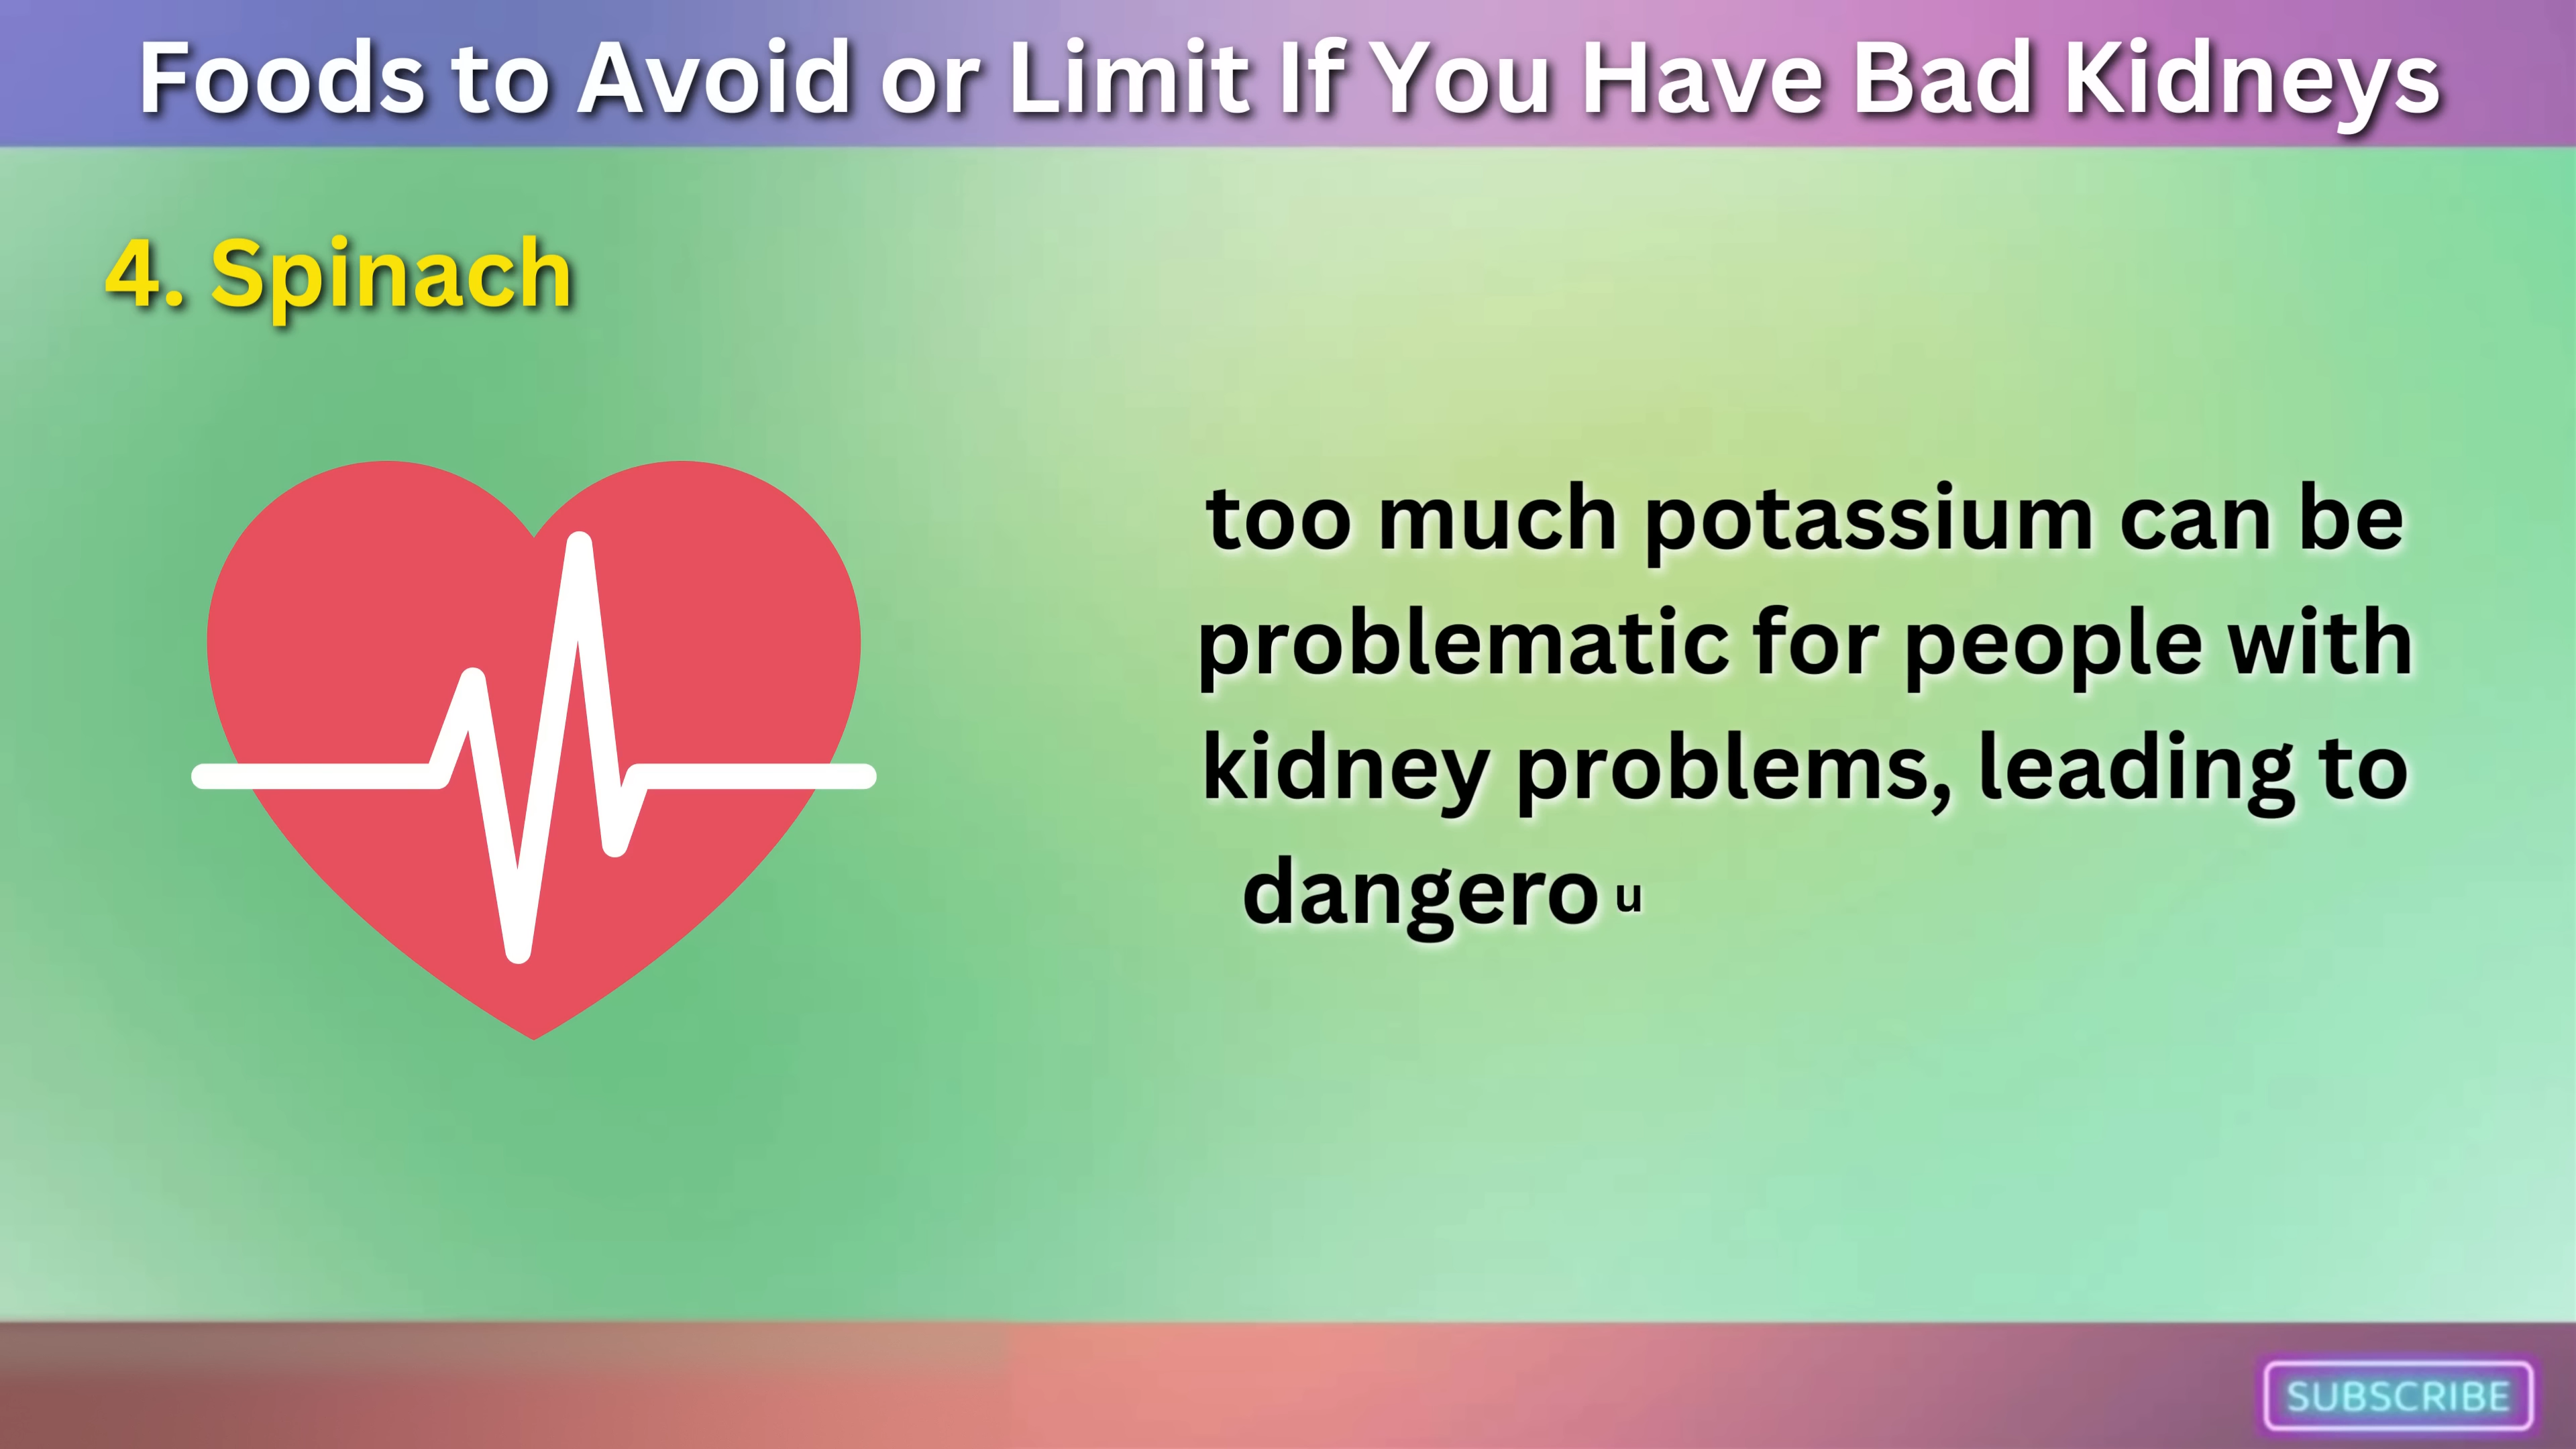 Foods to Avoid or Limit If You Have Bad Kidneys
4. Spinach
too much potassium can be
problematic for people with
kidney problems, leading to
dangerou
SUBSCRIBE